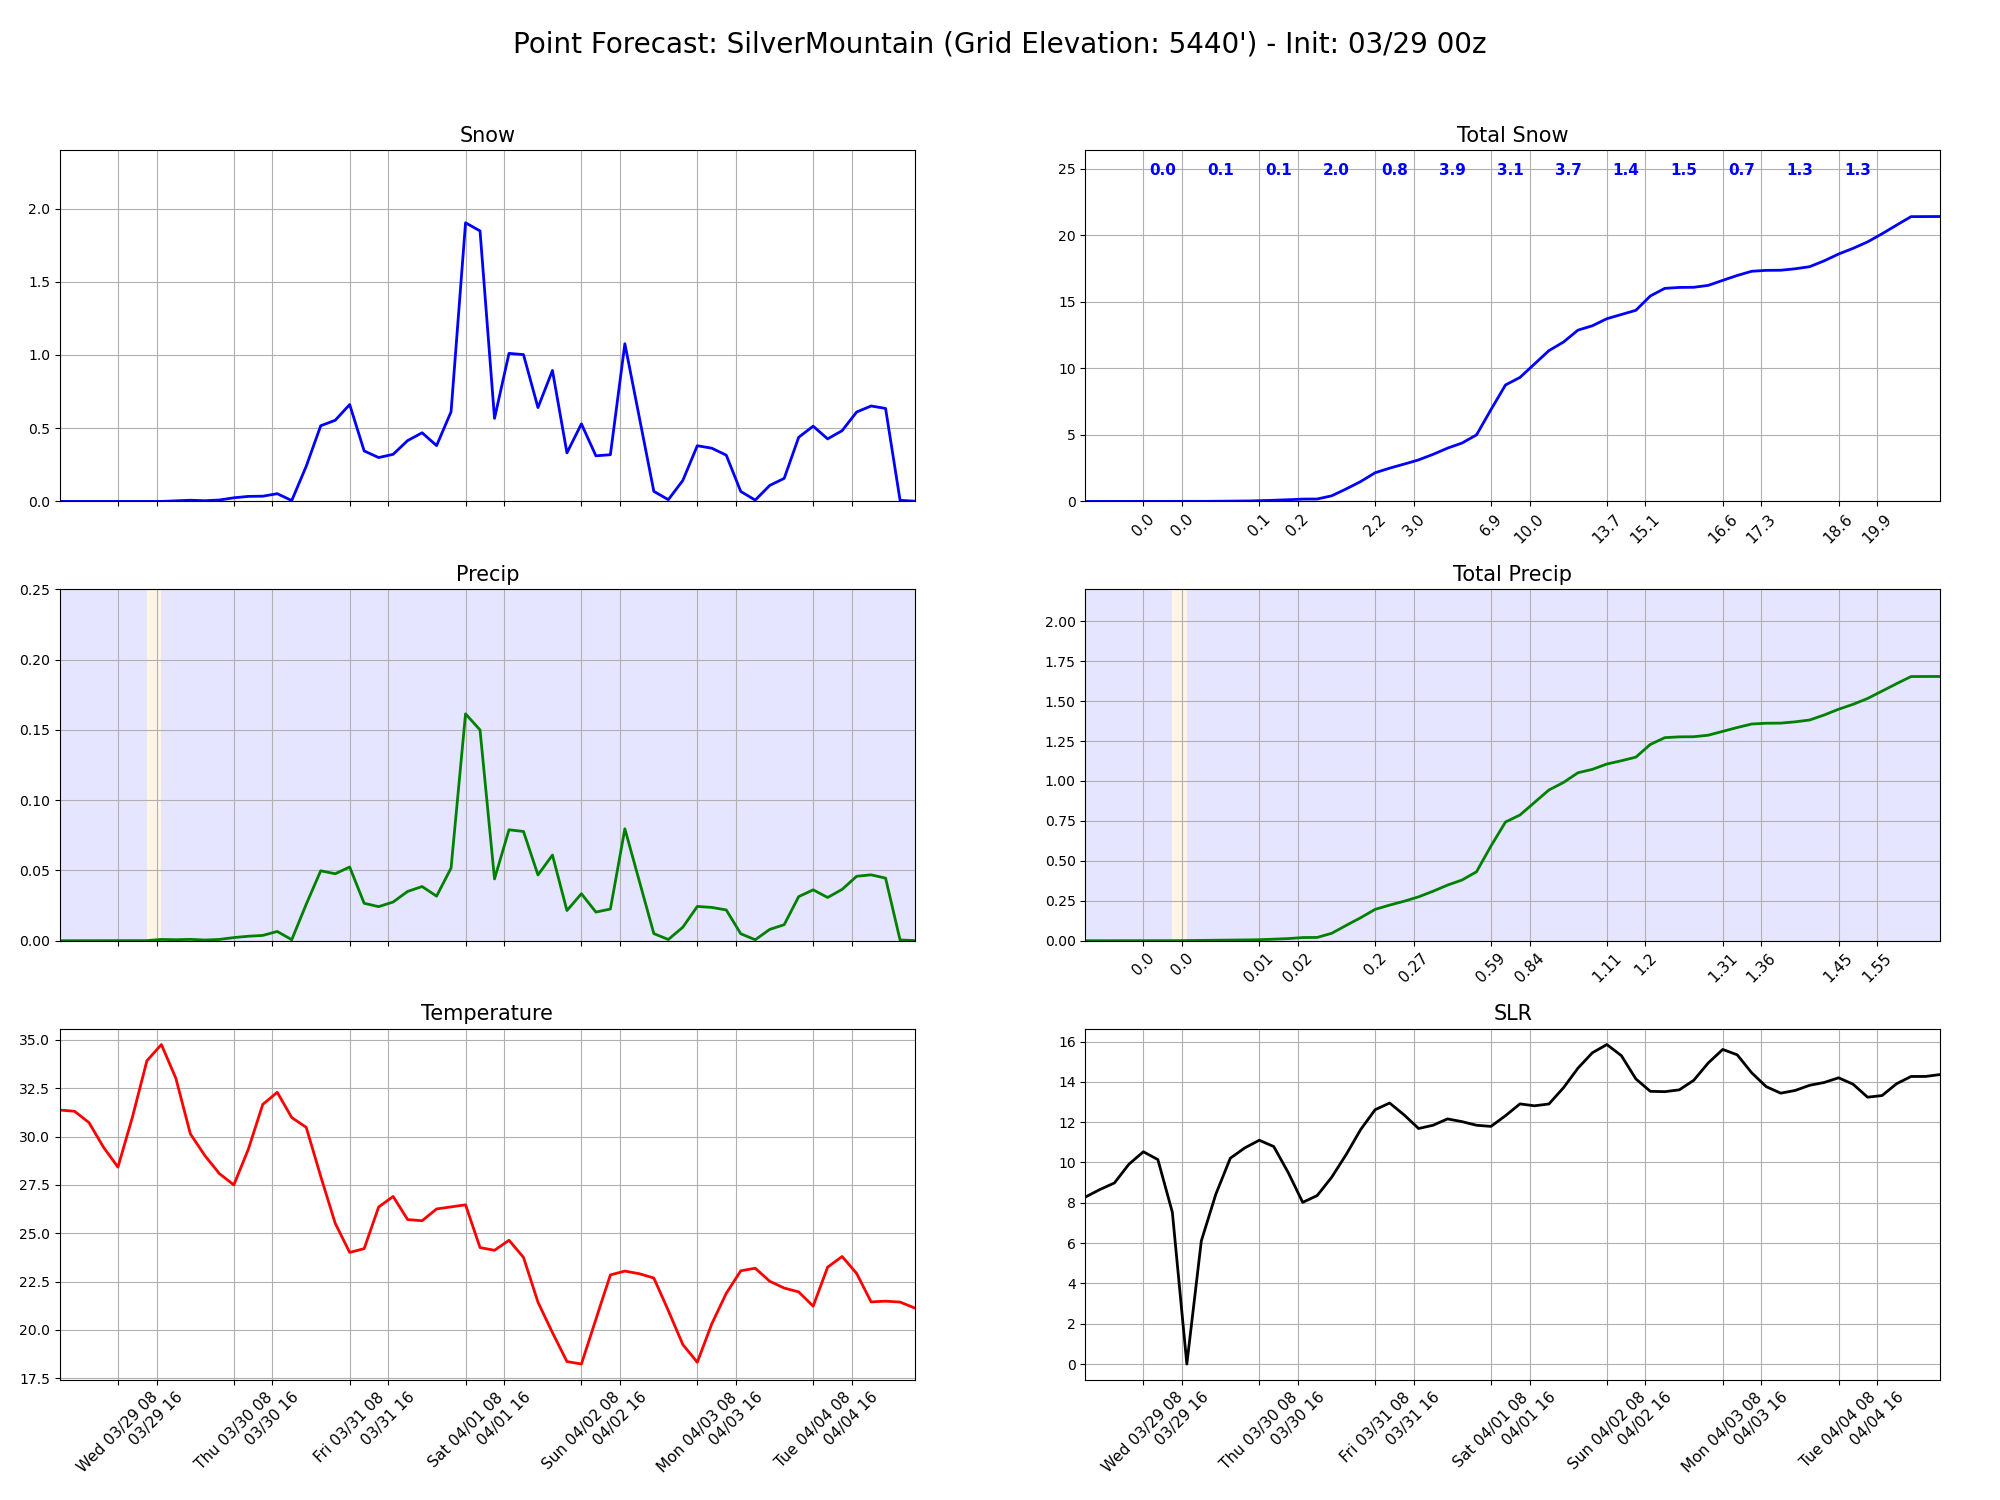 Point Forecast: SilverMountain (Grid Elevation: 5440') - Init: 03/29 00z
Snow
2.0
1.5
1.0
0.5
0.0
Total Snow
0.0 0.1 0.1 2.0 0.8 3.9 3.1 3.7 1.4 1.5 0.7 1.3 1.3
25
20
15
10
5
0
0.0 0.0 0.1 0.2 2.2 3.0 6.9 10.0 13.7 15.1 16.6 17.3 18.6 19.9
Precip
0.25
0.20
0.15
0.10
0.05
0.00
Total Precip
2.00
1.75
1.50
1.25
1.00
0.75
0.50
0.25
0.00
0.0 0.0 0.01 0.02 0.2 0.27 0.59 0.84 1.11 1.2 1.31 1.36 1.45 1.55
Temperature
35.0
32.5
30.0
27.5
25.0
22.5
20.0
17.5
Wed 03/29 08
03/29 16
Thu 03/30 08
03/30 16
Fri 03/31 08
03/31 16
Sat 04/01 08
04/01 16
Sun 04/02 08
04/02 16
Mon 04/03 08
04/03 16
Tue 04/04 08
04/04 16
SLR
16
14
12
10
8
6
4
2
0
Wed 03/29 08
03/29 16
Thu 03/30 08
03/30 16
Fri 03/31 08
03/31 16
Sat 04/01 08
04/01 16
Sun 04/02 08
04/02 16
Mon 04/03 08
04/03 16
Tue 04/04 08
04/04 16